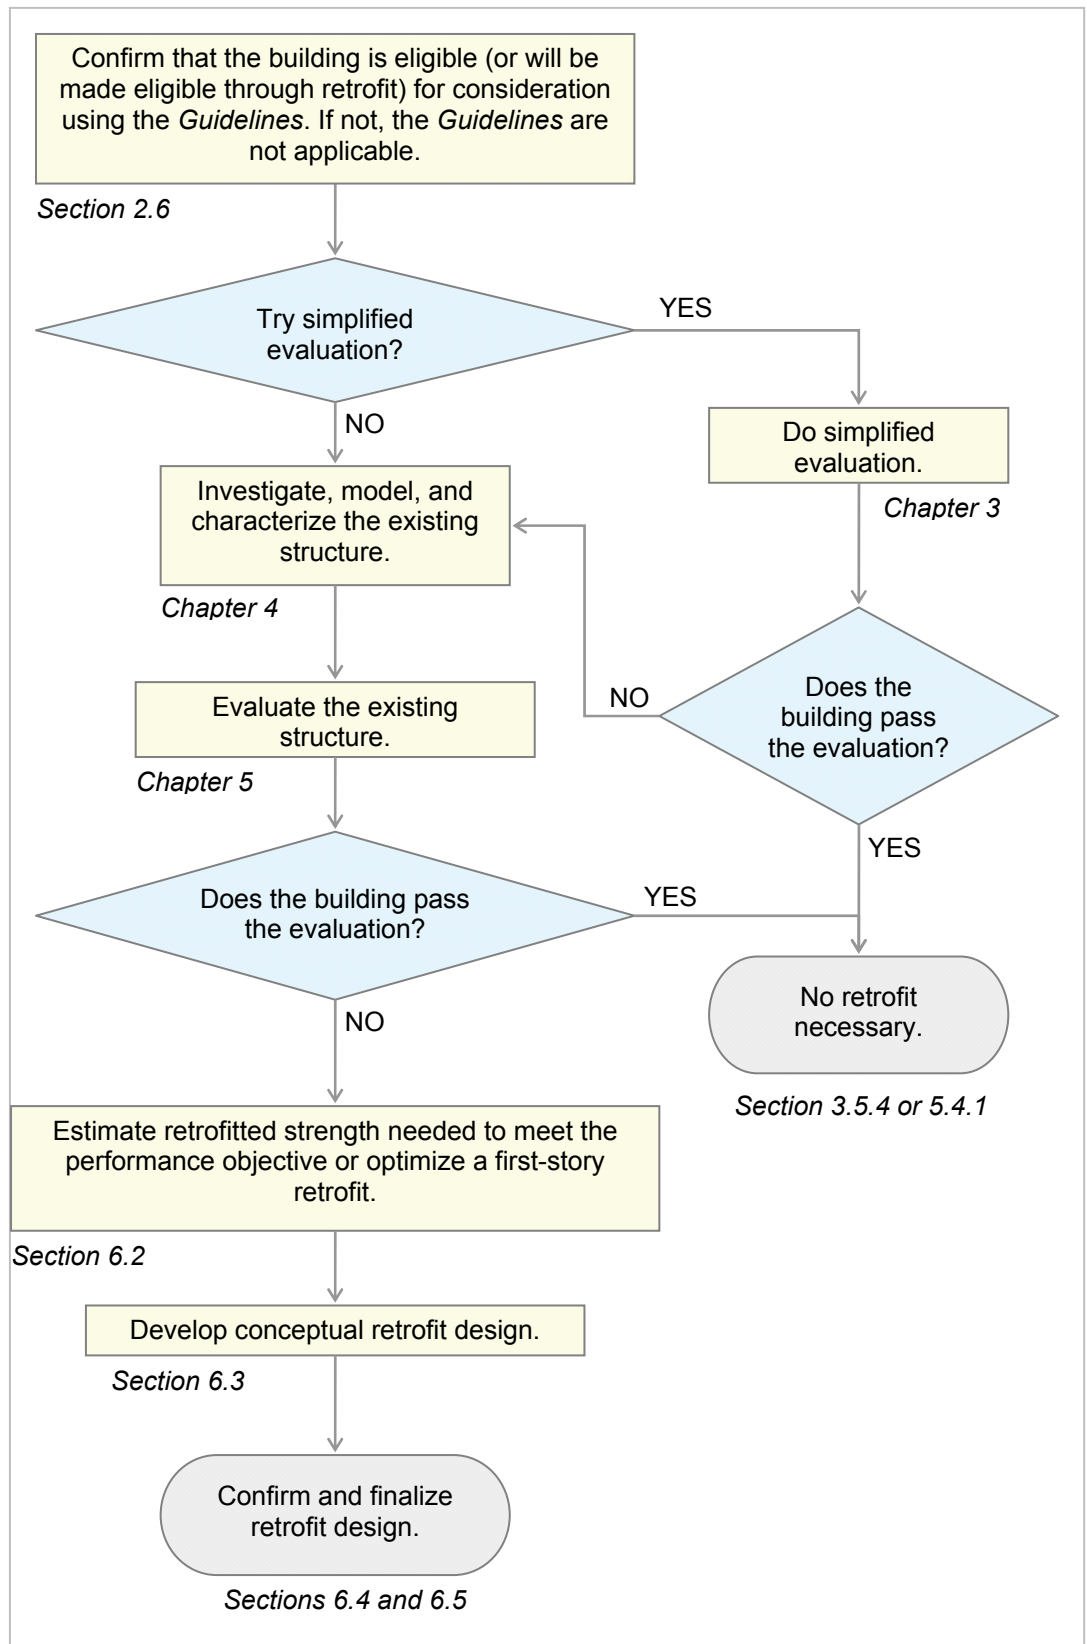 Confirm that the building is eligible (or will be
made eligible through retrofit) for consideration
using the Guidelines. If not, the Guidelines are
not applicable.
Section 2.6
Try simplified
evaluation?
YES
NO
Do simplified
evaluation.
Chapter 3
Investigate, model, and
characterize the existing
structure.
Chapter 4
Does the
building pass
the evaluation?
NO
YES
Evaluate the existing
structure.
Chapter 5
Does the building pass
the evaluation?
YES
NO
No retrofit
necessary.
Section 3.5.4 or 5.4.1
Estimate retrofitted strength needed to meet the
performance objective or optimize a first-story
retrofit.
Section 6.2
Develop conceptual retrofit design.
Section 6.3
Confirm and finalize
retrofit design.
Sections 6.4 and 6.5